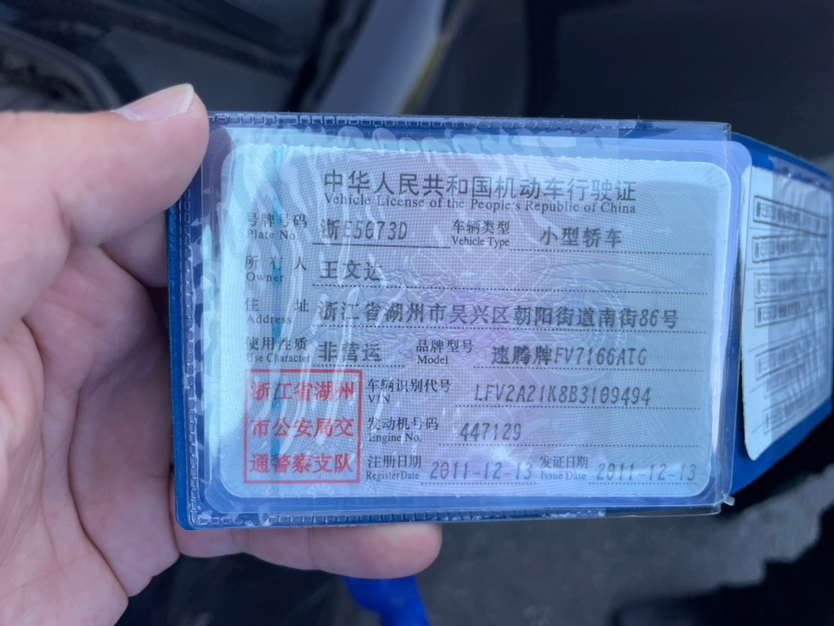 中华人民共和国机动车行驶证
Vehicle License of the People's Republic of China
号牌号码 浙E5673D 车辆类型 小型轿车
Plate No. Vehicle Type
所有人 王文达
Owner
住址 浙江省湖州市吴兴区朝阳街道南街86号
Address
使用性质 非营运 品牌型号 速腾牌FV7166ATG
Use Character Model
浙江省湖州
市公安局交
通警察支队
车辆识别代号 LFV2A21K8B3109494
VIN
发动机号码 447129
Engine No.
注册日期 2011-12-13 发证日期 2011-12-13
Register Date Issue Date